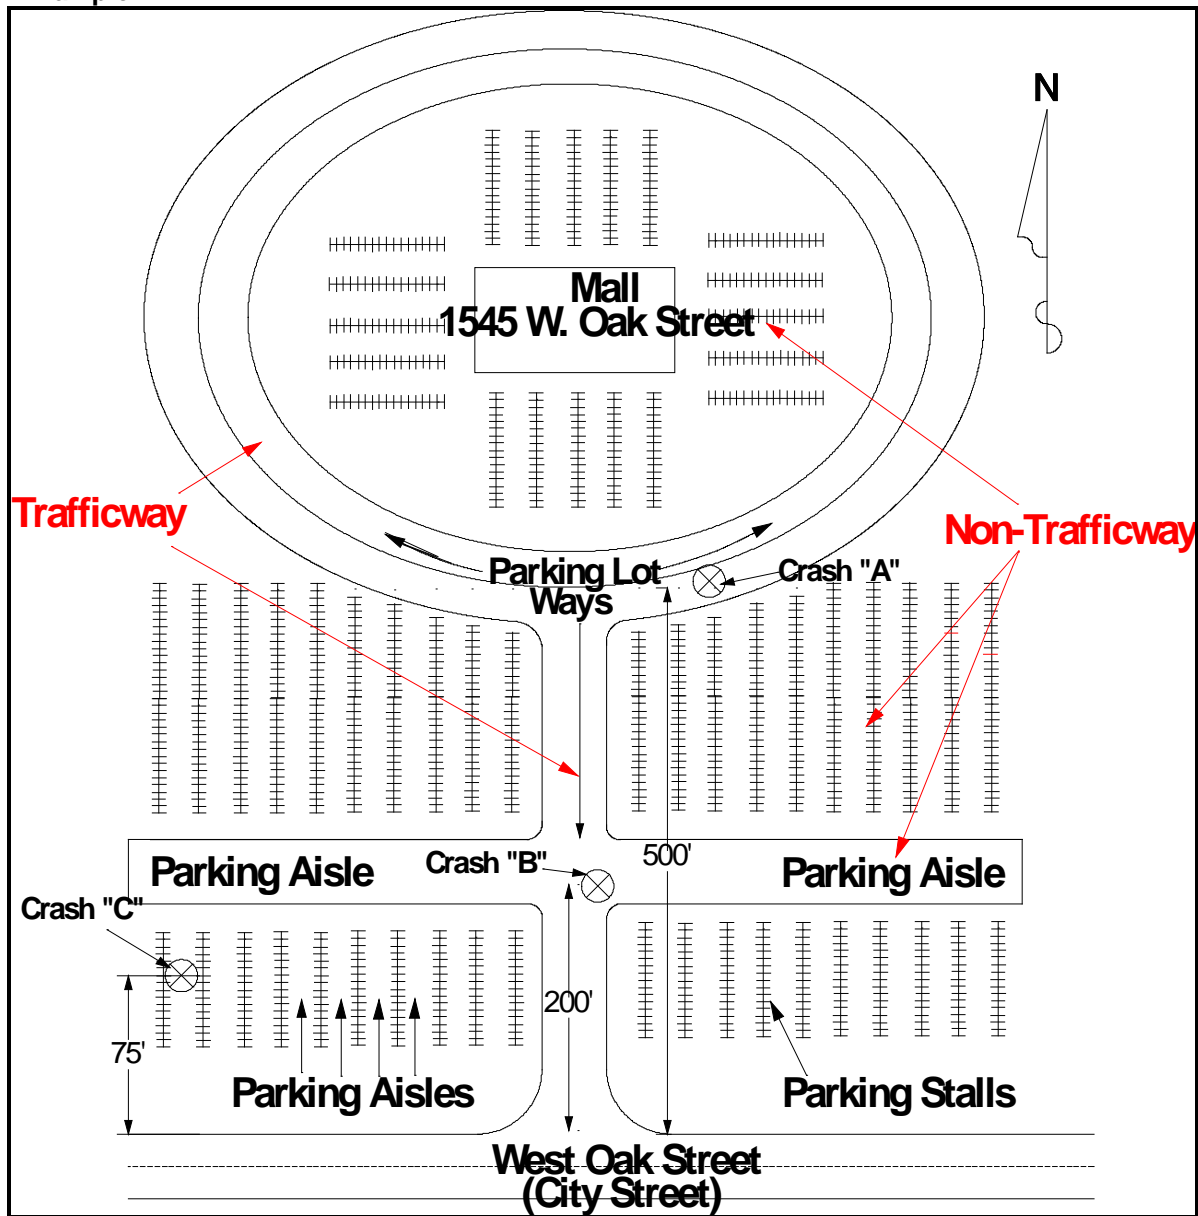 N
Mall
1545 W. Oak Street
Trafficway
Non-Trafficway
Parking Lot
Ways
Crash "A"
500'
Parking Aisle
Crash "B"
Parking Aisle
Crash "C"
200'
75'
Parking Aisles
Parking Stalls
West Oak Street
(City Street)